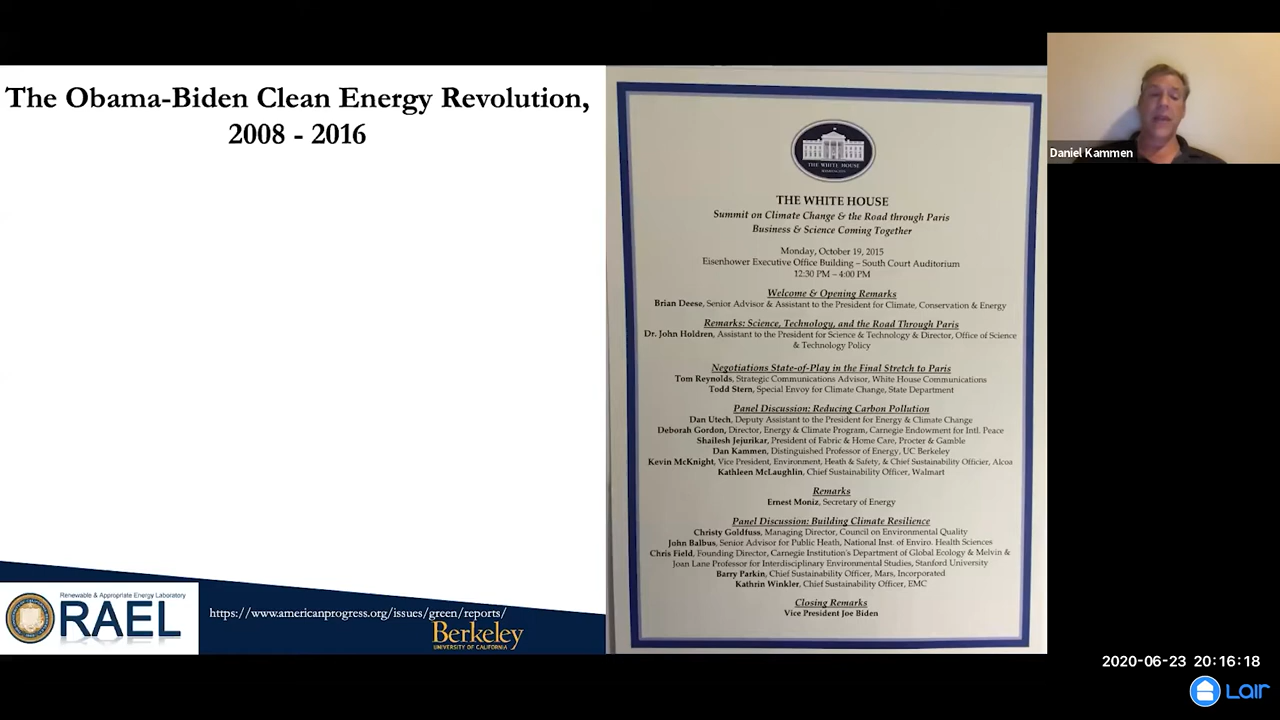 The Obama-Biden Clean Energy Revolution,
2008 - 2016
THE WHITE HOUSE
WASHINGTON
THE WHITE HOUSE
Summit on Climate Change & the Road through Paris
Business & Science Coming Together
Monday, October 19, 2015
Eisenhower Executive Office Building – South Court Auditorium
12:30 PM – 4:00 PM
Welcome & Opening Remarks
Brian Deese, Senior Advisor & Assistant to the President for Climate, Conservation & Energy
Remarks: Science, Technology, and the Road Through Paris
Dr. John Holdren, Assistant to the President for Science & Technology & Director, Office of Science
& Technology Policy
Negotiations State-of-Play in the Final Stretch to Paris
Tom Reynolds, Strategic Communications Advisor, White House Communications
Todd Stern, Special Envoy for Climate Change, State Department
Panel Discussion: Reducing Carbon Pollution
Dan Utech, Deputy Assistant to the President for Energy & Climate Change
Deborah Gordon, Director, Energy & Climate Program, Carnegie Endowment for Intl. Peace
Shailesh Jejurikar, President of Fabric & Home Care, Procter & Gamble
Dan Kammen, Distinguished Professor of Energy, UC Berkeley
Kevin McKnight, Vice President, Environment, Heath & Safety, & Chief Sustainability Officier, Alcoa
Kathleen McLaughlin, Chief Sustainability Officer, Walmart
Remarks
Ernest Moniz, Secretary of Energy
Panel Discussion: Building Climate Resilience
Christy Goldfuss, Managing Director, Council on Environmental Quality
John Balbus, Senior Advisor for Public Heath, National Inst. of Enviro. Health Sciences
Chris Field, Founding Director, Carnegie Institution's Department of Global Ecology & Melvin &
Joan Lane Professor for Interdisciplinary Environmental Studies, Stanford University
Barry Parkin, Chief Sustainability Officer, Mars, Incorporated
Kathrin Winkler, Chief Sustainability Officer, EMC
Closing Remarks
Vice President Joe Biden
Daniel Kammen
Renewable & Appropriate Energy Laboratory
RAEL
https://www.americanprogress.org/issues/green/reports/
Berkeley
UNIVERSITY OF CALIFORNIA
2020-06-23 20:16:18
Lair